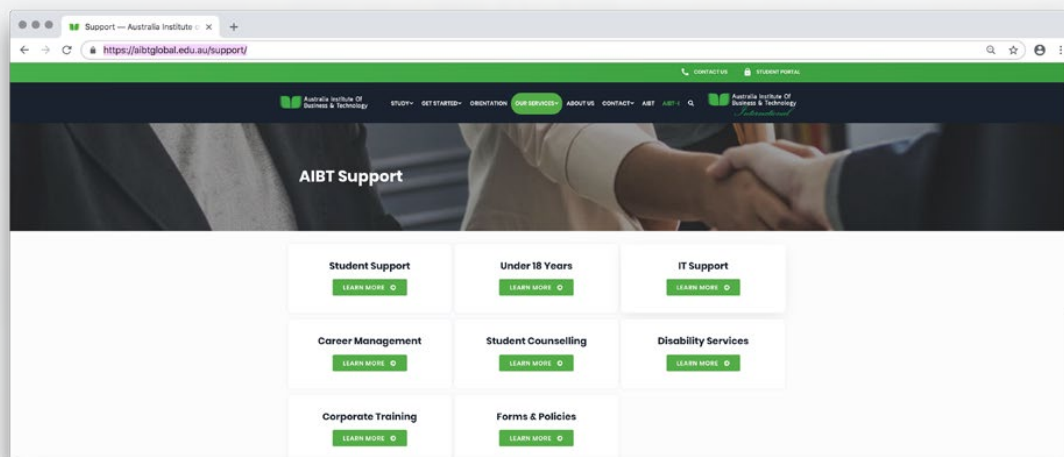 Support — Australia Institute o
https://aibtglobal.edu.au/support/
CONTACT US STUDENT PORTAL
Australia Institute Of
Business & Technology
STUDY GET STARTED ORIENTATION OUR SERVICES ABOUT US CONTACT AIBT AIBT-I
Australia Institute Of
Business & Technology
International
AIBT Support
Student Support Under 18 Years IT Support
LEARN MORE LEARN MORE LEARN MORE
Career Management Student Counselling Disability Services
LEARN MORE LEARN MORE LEARN MORE
Corporate Training Forms & Policies
LEARN MORE LEARN MORE